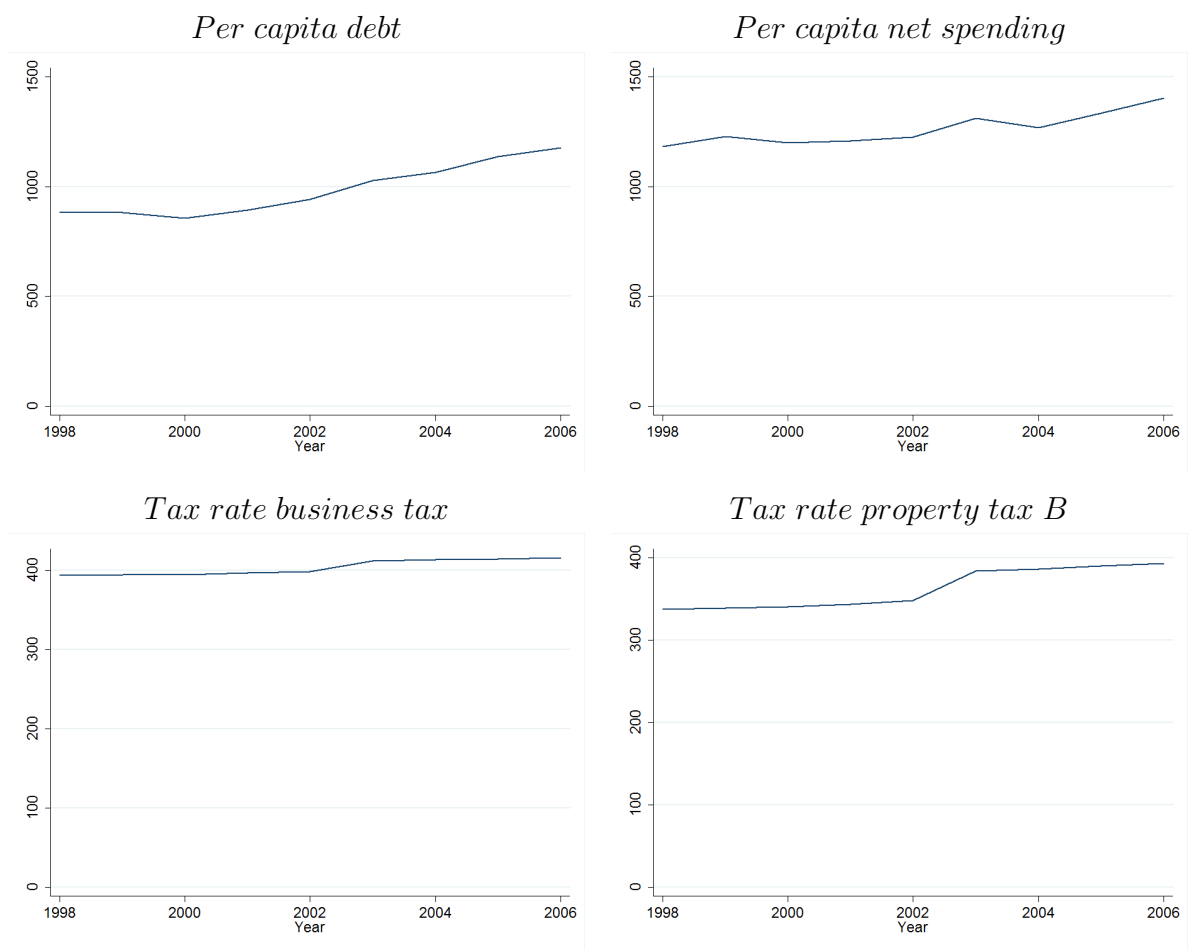 Per capita debt
1500
1000
500
0
1998 2000 2002 2004 2006
Year
Per capita net spending
1500
1000
500
0
1998 2000 2002 2004 2006
Year
Tax rate business tax
400
300
200
100
0
1998 2000 2002 2004 2006
Year
Tax rate property tax B
400
300
200
100
0
1998 2000 2002 2004 2006
Year